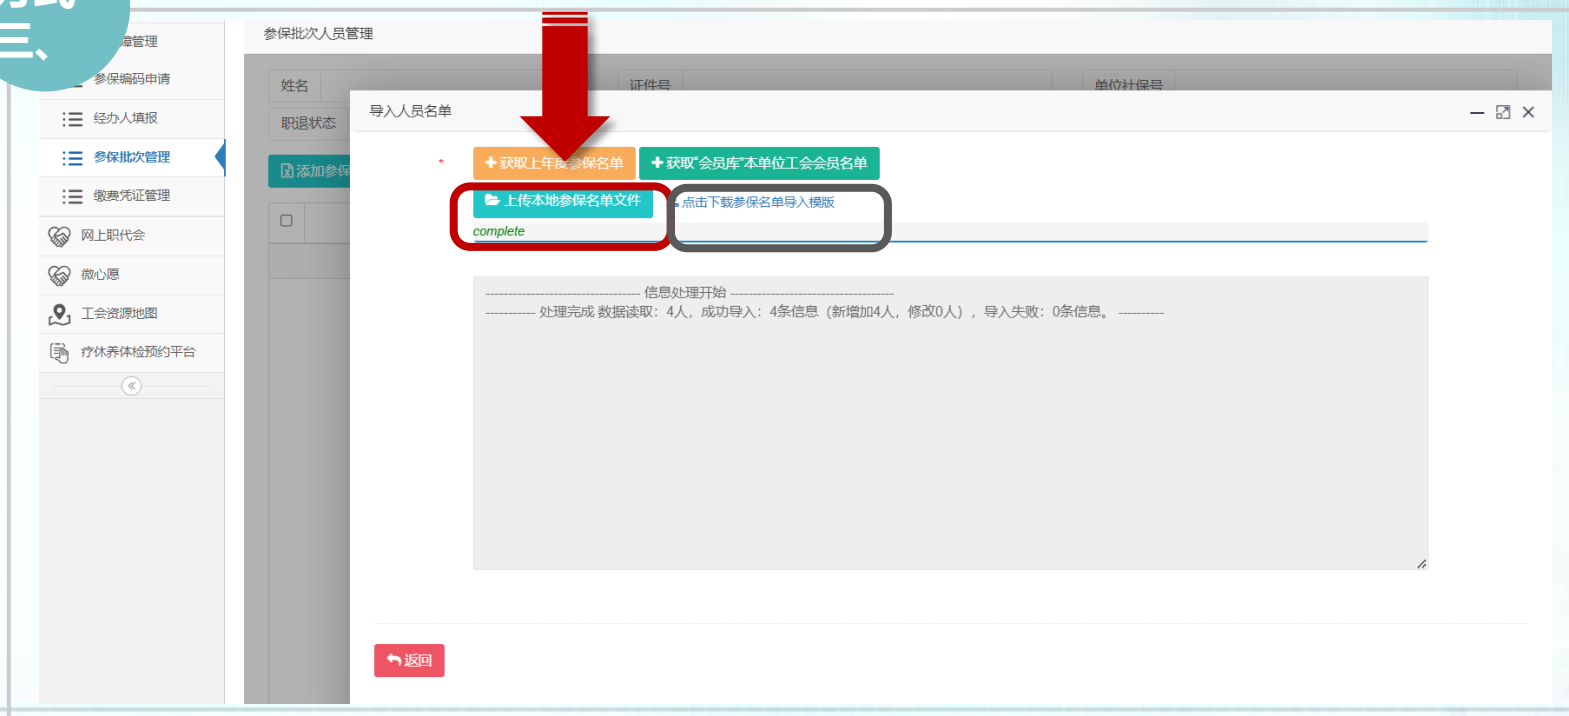 三、
障管理
参保编码申请
经办人填报
参保批次管理
缴费凭证管理
网上职代会
微心愿
工会资源地图
疗休养体检预约平台
参保批次人员管理
姓名
证件号
单位社保号
职退状态
添加参保
导入人员名单
*
获取上年度参保名单
获取“会员库”本单位工会会员名单
上传本地参保名单文件
点击下载参保名单导入模版
complete
---------------------------------- 信息处理开始 ------------------------------------
----------- 处理完成 数据读取：4人，成功导入：4条信息（新增加4人，修改0人），导入失败：0条信息。 ----------
返回